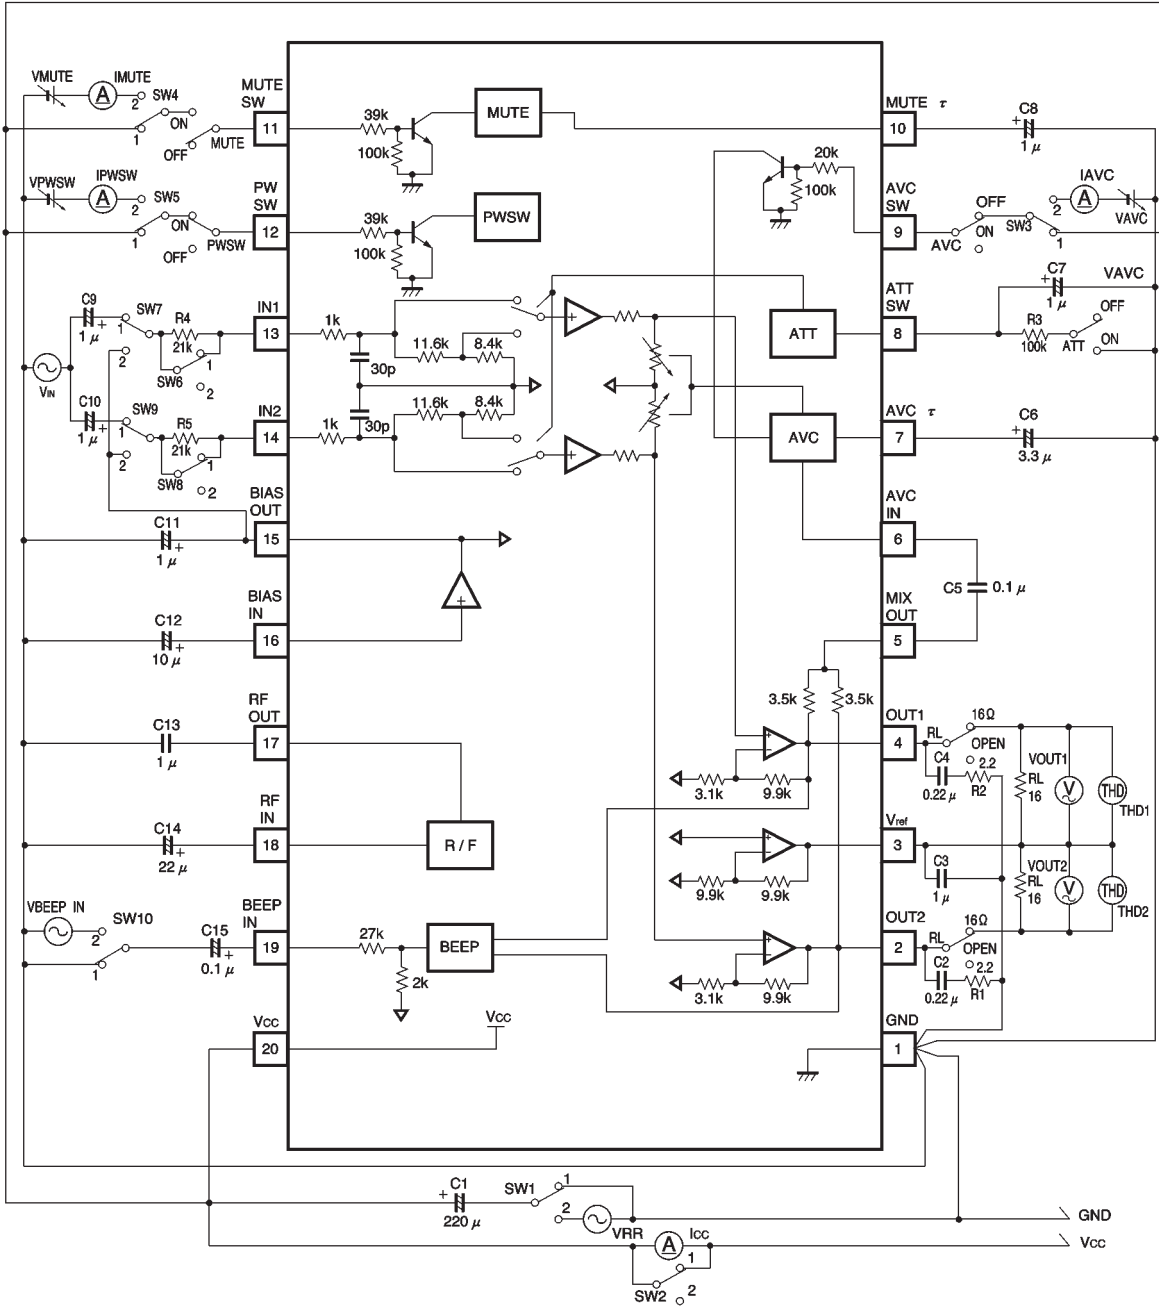 VMUTE
IMUTE
A
2
SW4
ON
1
OFF
MUTE
MUTE
SW
11
39k
100k
MUTE
MUTE τ
10
C8
+
1 μ
VPWSW
IPWSW
A
2
SW5
ON
1
OFF
PWSW
PW
SW
12
39k
100k
PWSW
20k
100k
AVC
SW
9
OFF
ON
AVC
SW3
2
1
IAVC
A
VAVC
C9
+
1 μ
SW7
1
2
R4
21k
1
SW6
2
IN1
13
1k
30p
11.6k
8.4k
+
ATT
ATT
SW
8
C7
+
1 μ
VAVC
R3
100k
OFF
ATT
ON
VIN
C10
+
1 μ
SW9
1
2
R5
21k
1
SW8
2
IN2
14
1k
30p
11.6k
8.4k
+
AVC
AVC τ
7
C6
+
3.3 μ
BIAS
OUT
15
C11
+
1 μ
AVC
IN
6
C5
0.1 μ
BIAS
IN
16
C12
+
10 μ
+
MIX
OUT
5
3.5k
3.5k
RF
OUT
17
C13
1 μ
+
−
3.1k
9.9k
OUT1
4
RL
16Ω
OPEN
C4
0.22 μ
2.2
R2
RL
16
VOUT1
V
THD
THD1
RF
IN
18
C14
+
22 μ
R / F
+
−
9.9k
9.9k
Vref
3
C3
1 μ
RL
16
VOUT2
V
THD
THD2
VBEEP IN
2
SW10
1
C15
+
0.1 μ
BEEP
IN
19
27k
2k
BEEP
+
−
3.1k
9.9k
OUT2
2
RL
16Ω
OPEN
C2
0.22 μ
2.2
R1
VCC
20
VCC
GND
1
C1
+
220 μ
SW1
1
2
VRR
GND
ICC
A
VCC
1
SW2
2